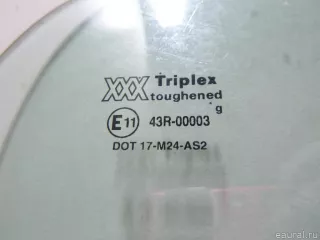 XXX Triplex
toughened
g
E11 43R-00003
DOT 17-M24-AS2
eaural.ru